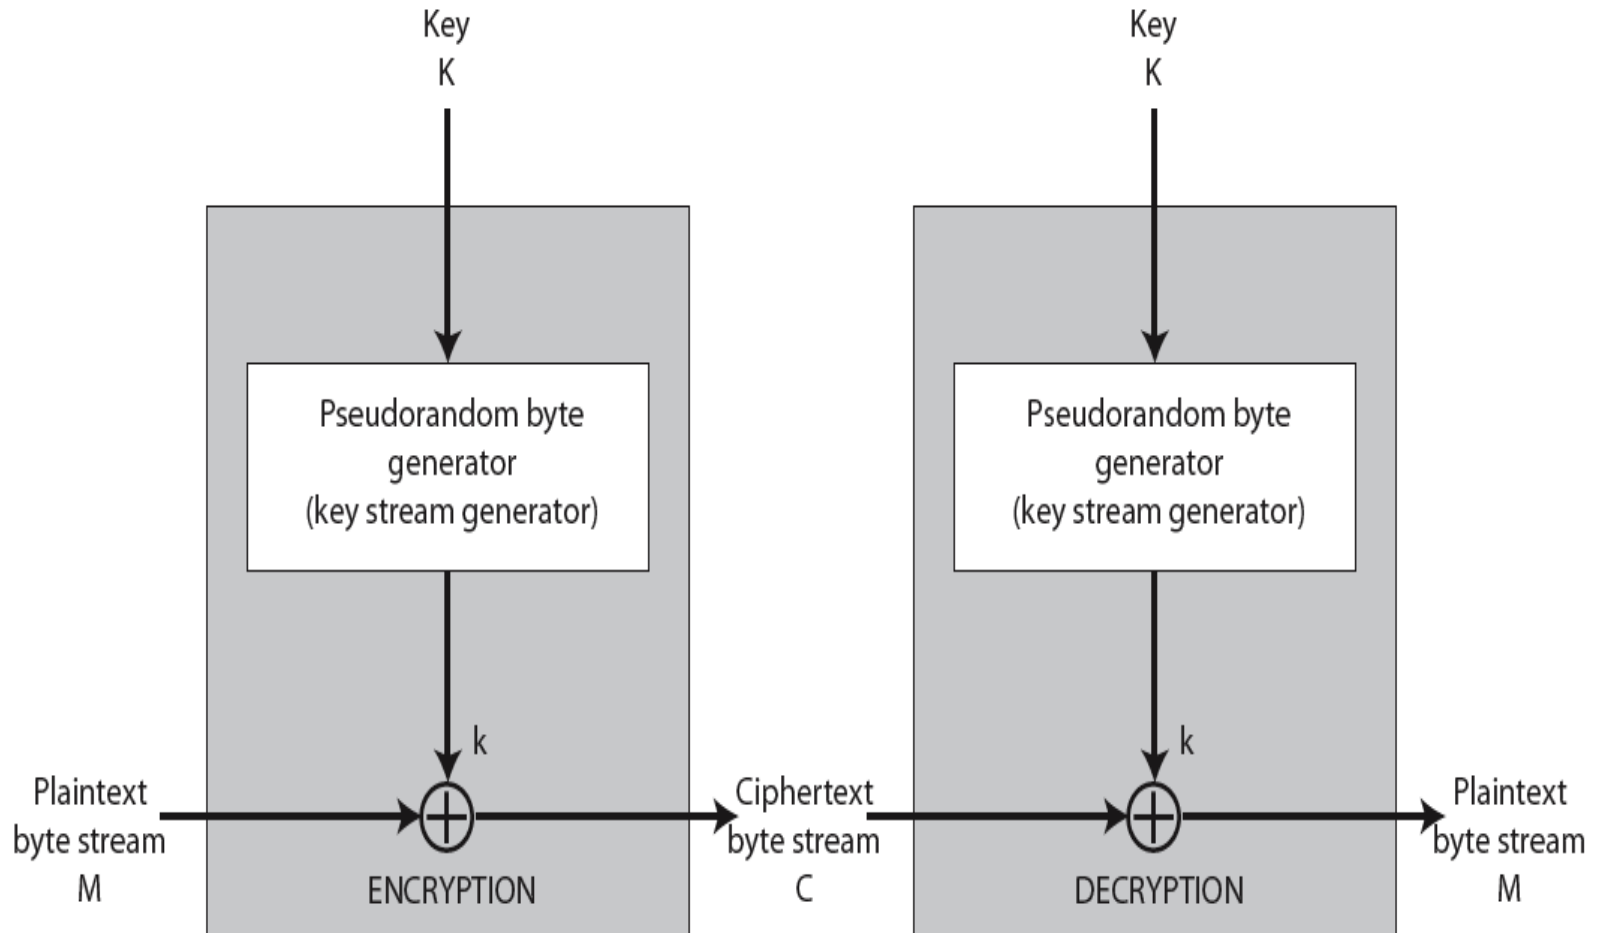 Key
K
Key
K
Pseudorandom byte
generator
(key stream generator)
Pseudorandom byte
generator
(key stream generator)
k
k
Plaintext
byte stream
M
ENCRYPTION
Ciphertext
byte stream
C
DECRYPTION
Plaintext
byte stream
M